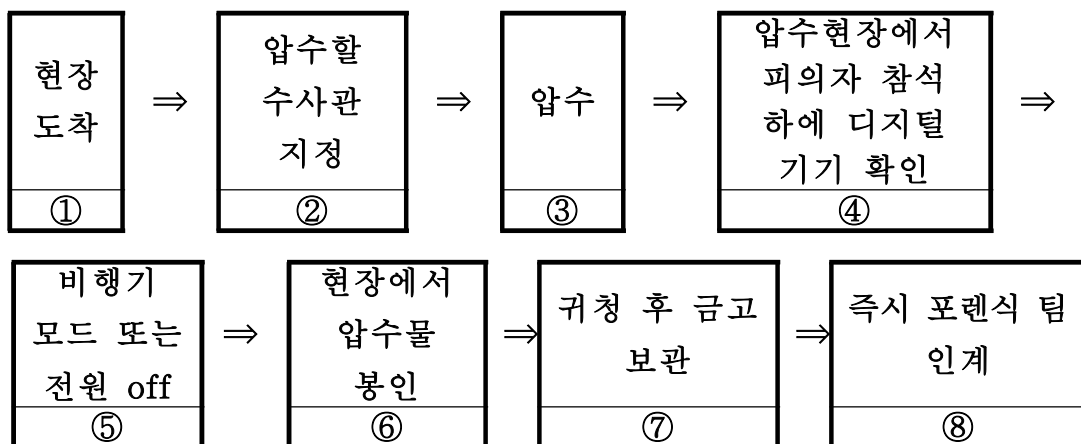 현장
도착
①
⇒
압수할
수사관
지정
②
⇒
압수
③
⇒
압수현장에서
피의자 참석
하에 디지털
기기 확인
④
⇒
비행기
모드 또는
전원 off
⑤
⇒
현장에서
압수물
봉인
⑥
⇒
귀청 후 금고
보관
⑦
⇒
즉시 포렌식 팀
인계
⑧